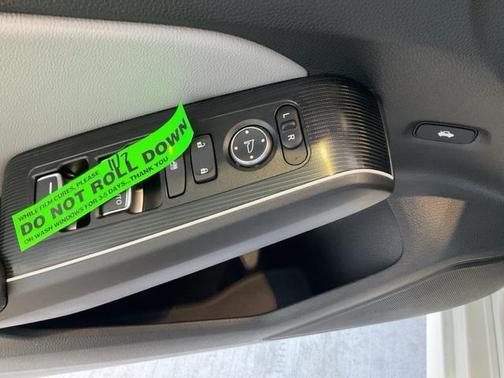 WHILE FILM CURES, PLEASE
DO NOT ROLL DOWN
OR WASH WINDOWS FOR 3-5 DAYS...THANK YOU
L
R